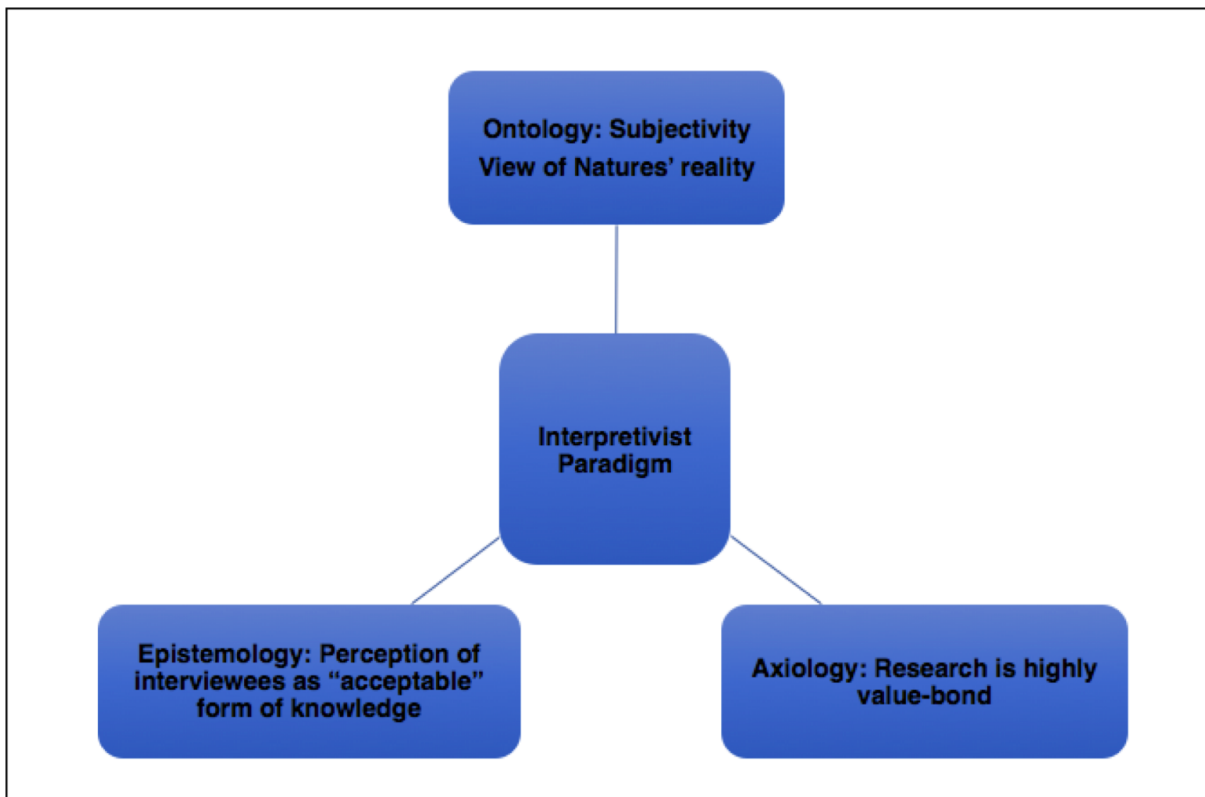 Ontology: Subjectivity
View of Natures’ reality
Interpretivist
Paradigm
Epistemology: Perception of
interviewees as “acceptable”
form of knowledge
Axiology: Research is highly
value-bond